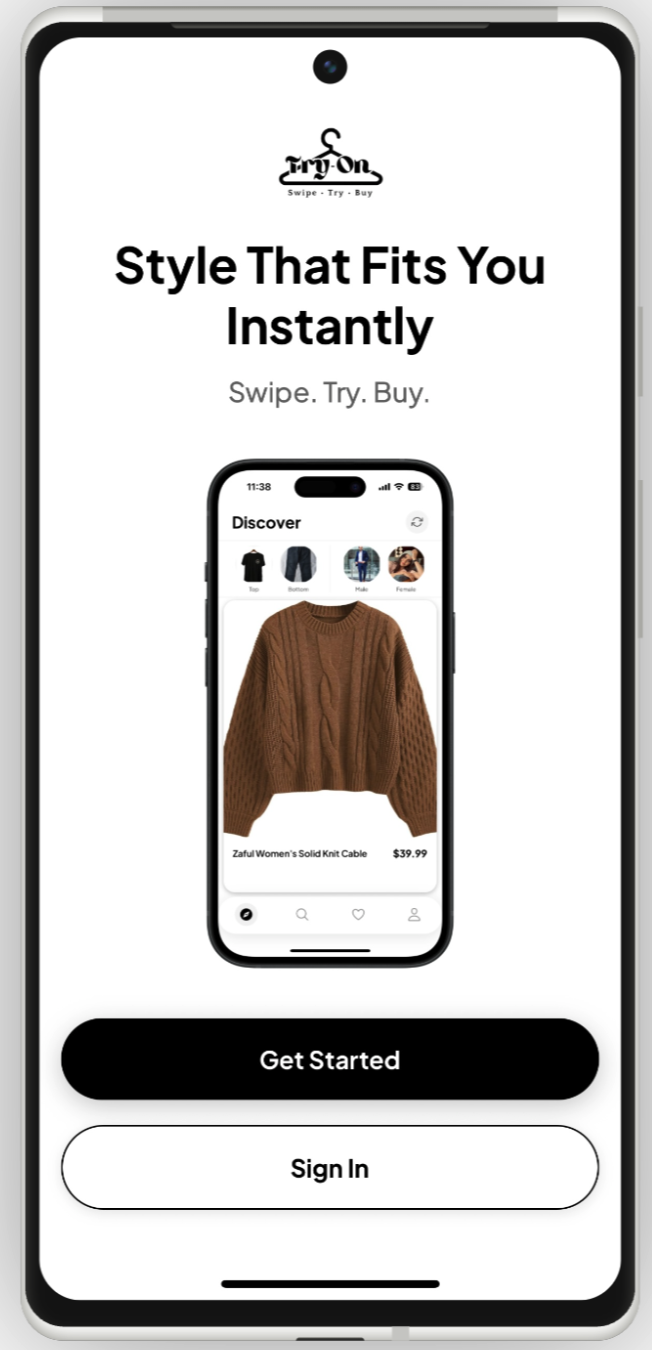 Try-On
Swipe - Try - Buy
Style That Fits You
Instantly
Swipe. Try. Buy.
11:38
83
Discover
Top
Bottom
Male
Female
Zaful Women's Solid Knit Cable
$39.99
Get Started
Sign In